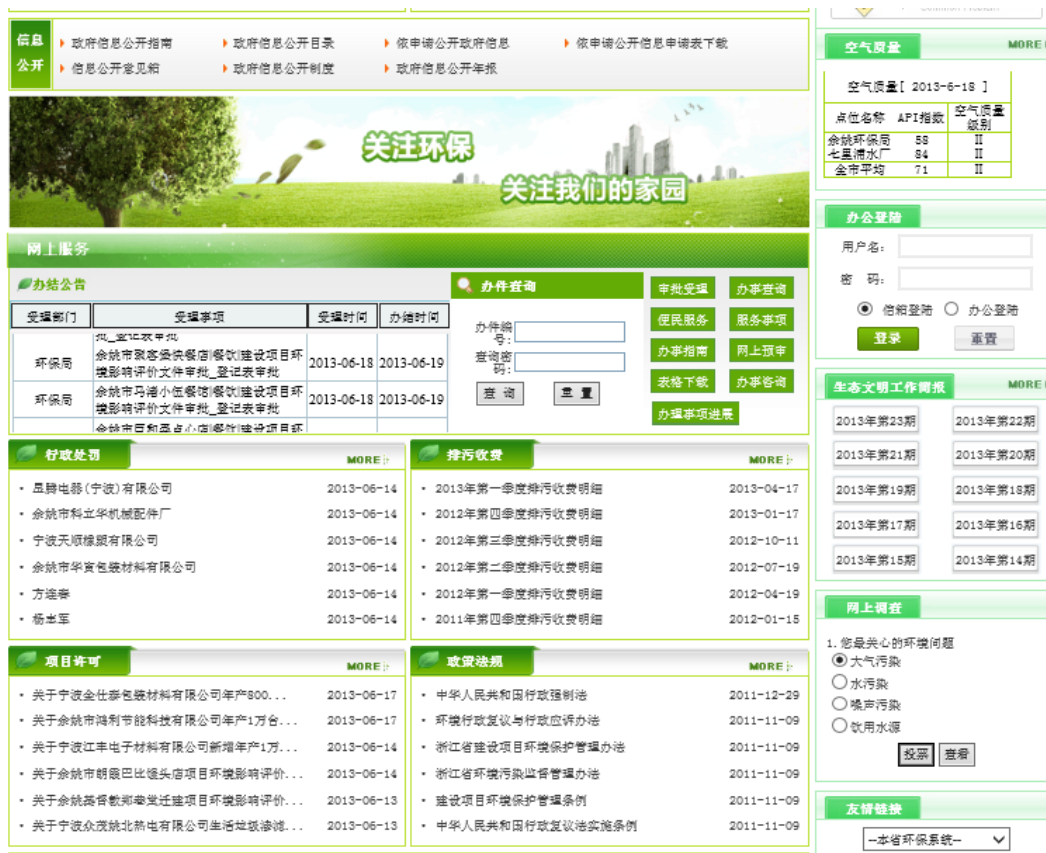 信息
公开
政府信息公开指南
政府信息公开目录
依申请公开政府信息
依申请公开信息申请表下载
信息公开意见箱
政府信息公开制度
政府信息公开年报
关注环保
关注我们的家园
网上服务
办结公告
受理部门 受理事项 受理时间 办结时间
批_登记表审批
环保局 余姚市聚客堡快餐店|餐饮|建设项目环 2013-06-18 2013-06-19
境影响评价文件审批_登记表审批
环保局 余姚市马渚小伍餐馆|餐饮|建设项目环 2013-06-18 2013-06-19
境影响评价文件审批_登记表审批
办件查询
办件编
号:
查询密
码:
查 询 重 置
审批受理 办事查询
便民服务 服务事项
办事指南 网上预审
表格下载 办事咨询
办理事项进展
行政处罚 MORE
· 昱腾电器(宁波)有限公司 2013-06-14
· 余姚市科立华机械配件厂 2013-06-14
· 宁波天顺橡塑有限公司 2013-06-14
· 余姚市华寅包装材料有限公司 2013-06-14
· 方连春 2013-06-14
· 杨志军 2013-06-14
排污收费 MORE
· 2013年第一季度排污收费明细 2013-04-17
· 2012年第四季度排污收费明细 2013-01-17
· 2012年第三季度排污收费明细 2012-10-11
· 2012年第二季度排污收费明细 2012-07-19
· 2012年第一季度排污收费明细 2012-04-19
· 2011年第四季度排污收费明细 2012-01-15
项目许可 MORE
· 关于宁波金仕泰包装材料有限公司年产800... 2013-06-17
· 关于余姚市鸿利节能科技有限公司年产1万台... 2013-06-17
· 关于宁波江丰电子材料有限公司新增年产1万... 2013-06-14
· 关于余姚市朗霞巴比馒头店项目环境影响评价... 2013-06-14
· 关于余姚基督教郑巷堂迁建项目环境影响评价... 2013-06-13
· 关于宁波众茂姚北热电有限公司生活垃圾渗滤... 2013-06-13
政策法规 MORE
· 中华人民共和国行政强制法 2011-12-29
· 环境行政复议与行政应诉办法 2011-11-09
· 浙江省建设项目环境保护管理办法 2011-11-09
· 浙江省环境污染监督管理办法 2011-11-09
· 建设项目环境保护管理条例 2011-11-09
· 中华人民共和国行政复议法实施条例 2011-11-09
空气质量 MORE
空气质量[ 2013-6-18 ]
点位名称 API指数 空气质量
级别
余姚环保局 58 II
七里浦水厂 84 II
全市平均 71 II
办公登陆
用户名:
密 码:
信箱登陆 办公登陆
登录 重置
生态文明工作简报 MORE
2013年第23期 2013年第22期
2013年第21期 2013年第20期
2013年第19期 2013年第18期
2013年第17期 2013年第16期
2013年第15期 2013年第14期
网上调查
1.您最关心的环境问题
大气污染
水污染
噪声污染
饮用水源
投票 查看
友情链接
--本省环保系统--